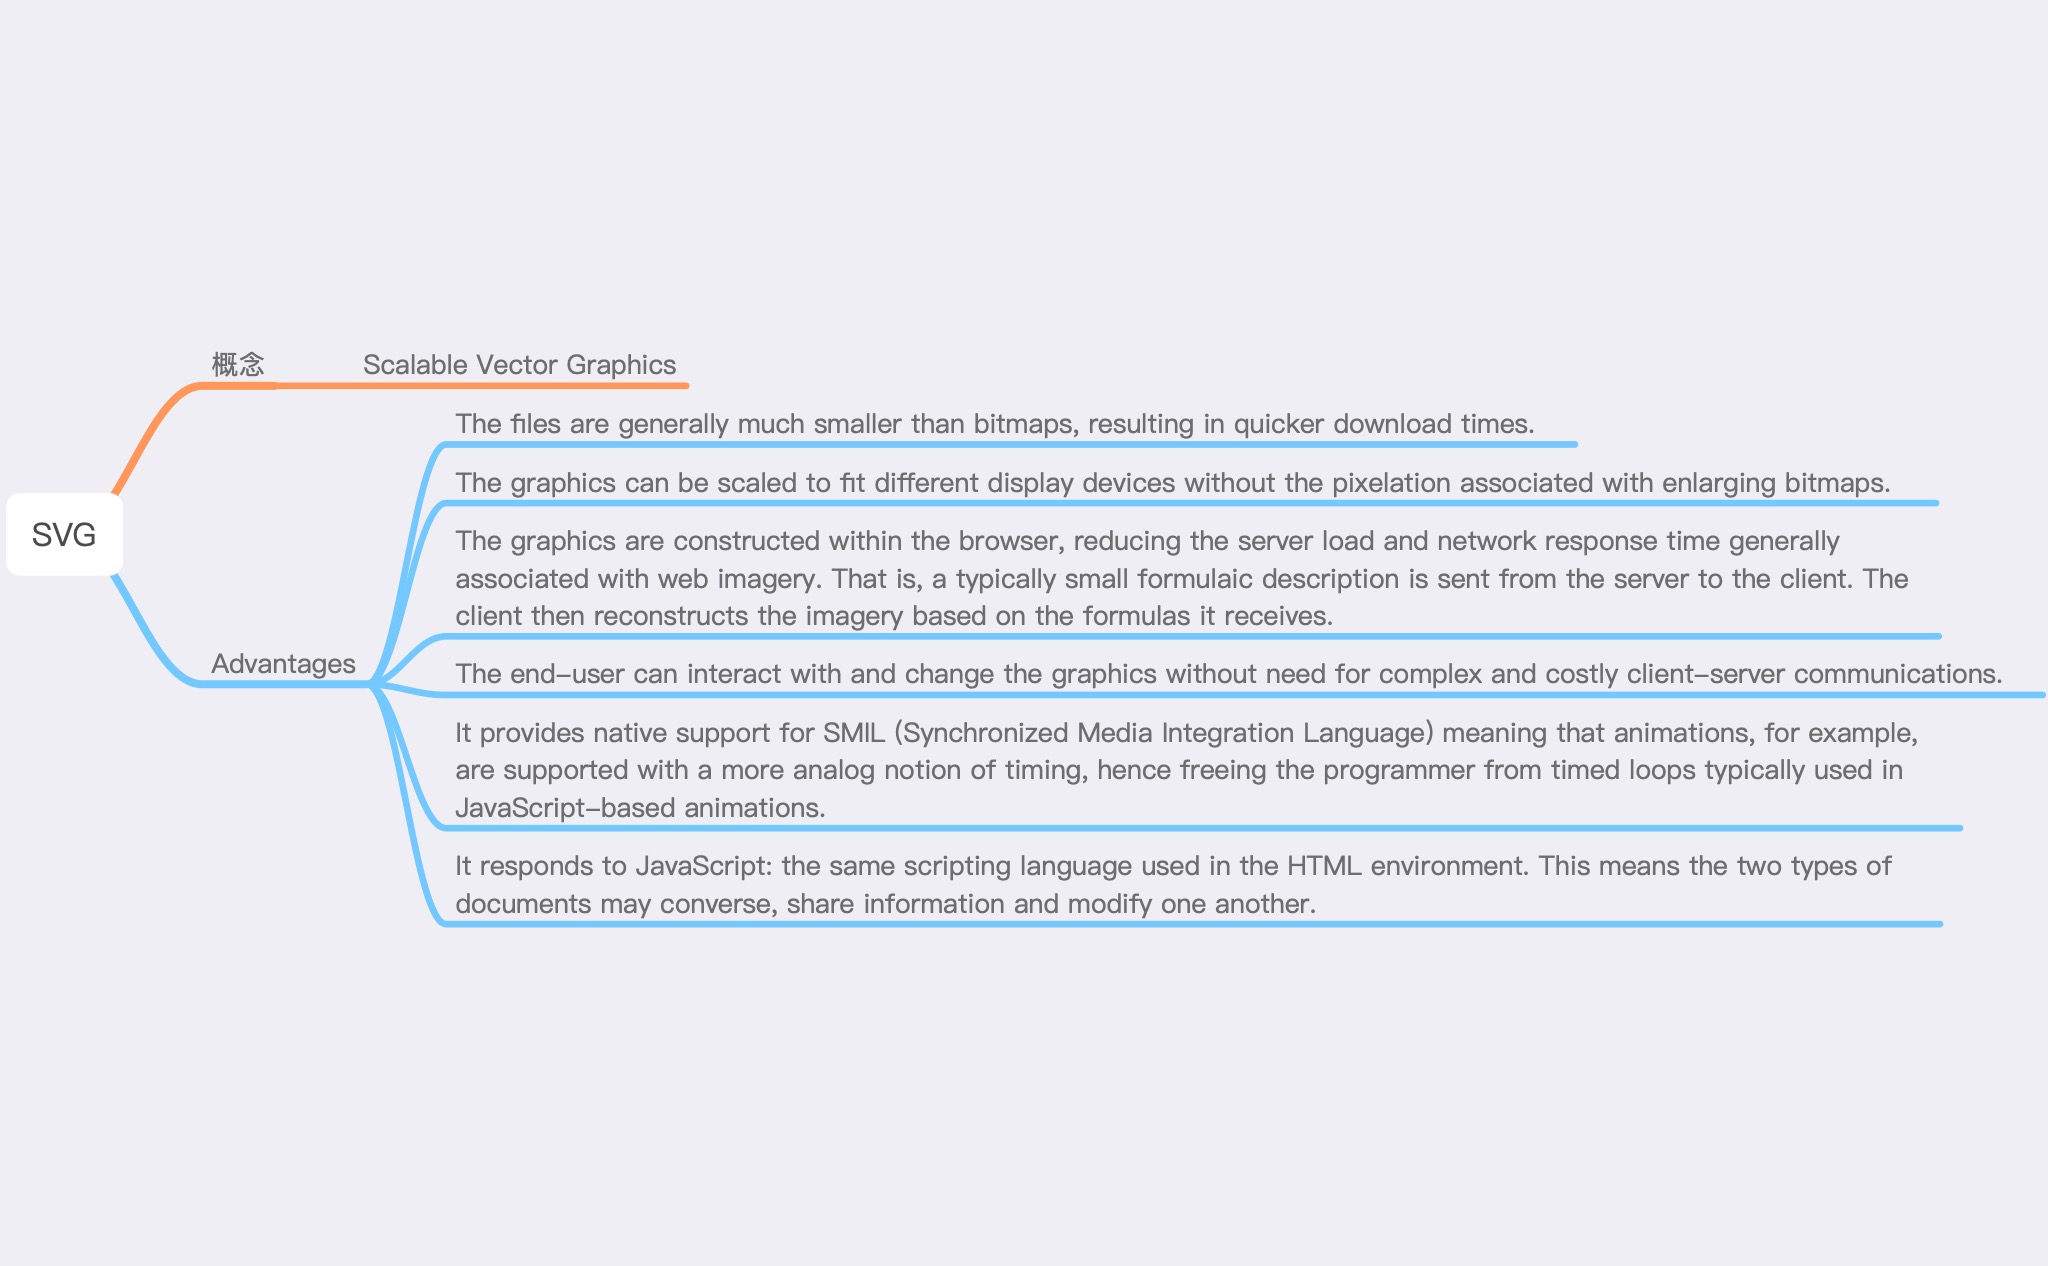 概念
Scalable Vector Graphics
The files are generally much smaller than bitmaps, resulting in quicker download times.
The graphics can be scaled to fit different display devices without the pixelation associated with enlarging bitmaps.
SVG
The graphics are constructed within the browser, reducing the server load and network response time generally
associated with web imagery. That is, a typically small formulaic description is sent from the server to the client. The
client then reconstructs the imagery based on the formulas it receives.
Advantages
The end-user can interact with and change the graphics without need for complex and costly client-server communications.
It provides native support for SMIL (Synchronized Media Integration Language) meaning that animations, for example,
are supported with a more analog notion of timing, hence freeing the programmer from timed loops typically used in
JavaScript-based animations.
It responds to JavaScript: the same scripting language used in the HTML environment. This means the two types of
documents may converse, share information and modify one another.